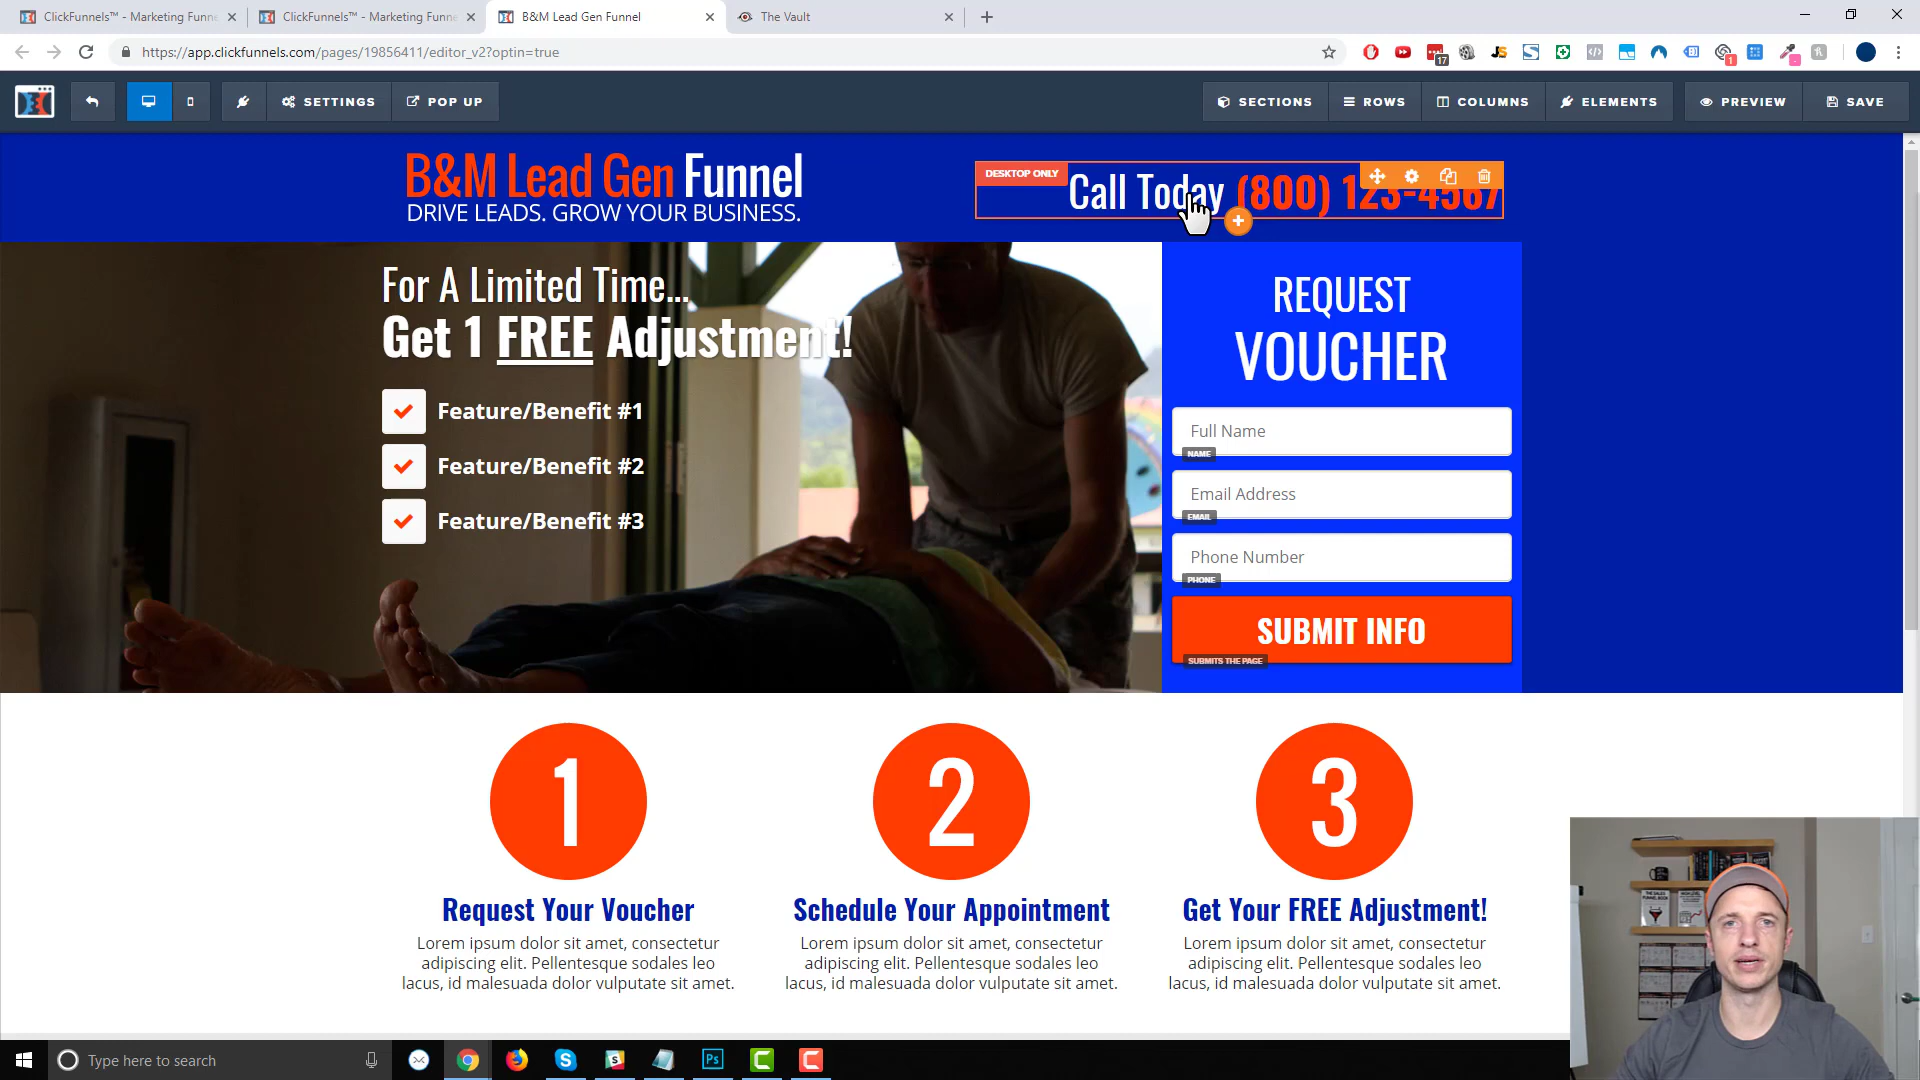 ClickFunnels™ - Marketing Funne
ClickFunnels™ - Marketing Funne
B&M Lead Gen Funnel
The Vault
https://app.clickfunnels.com/pages/19856411/editor_v2?optin=true
17
JS
1
SETTINGS
POP UP
SECTIONS
ROWS
COLUMNS
ELEMENTS
PREVIEW
SAVE
B&M Lead Gen Funnel
DRIVE LEADS. GROW YOUR BUSINESS.
DESKTOP ONLY
Call Today (800) 123-4567
For A Limited Time...
Get 1 FREE Adjustment!
Feature/Benefit #1
Feature/Benefit #2
Feature/Benefit #3
REQUEST
VOUCHER
Full Name
NAME
Email Address
EMAIL
Phone Number
PHONE
SUBMIT INFO
SUBMITS THE PAGE
1
2
3
Request Your Voucher
Lorem ipsum dolor sit amet, consectetur
adipiscing elit. Pellentesque sodales leo
lacus, id malesuada dolor vulputate sit amet.
Schedule Your Appointment
Lorem ipsum dolor sit amet, consectetur
adipiscing elit. Pellentesque sodales leo
lacus, id malesuada dolor vulputate sit amet.
Get Your FREE Adjustment!
Lorem ipsum dolor sit amet, consectetur
adipiscing elit. Pellentesque sodales leo
lacus, id malesuada dolor vulputate sit amet.
Type here to search
Ps